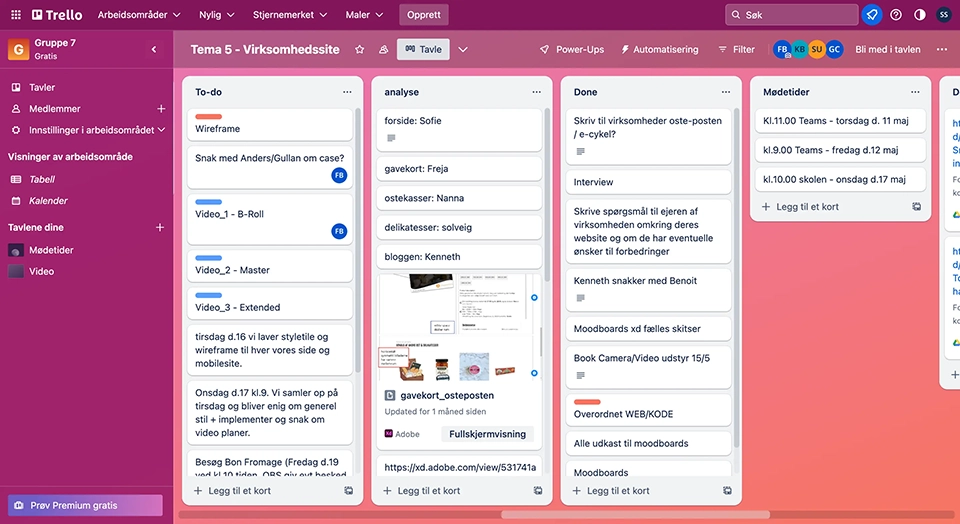 Trello
Arbeidsområder
Nylig
Stjernemerket
Maler
Opprett
Søk
SS
G
Gruppe 7
Gratis
Tavler
Medlemmer
Innstillinger i arbeidsområdet
Visninger av arbeidsområde
Tabell
Kalender
Tavlene dine
Mødetider
Video
Prøv Premium gratis
Tema 5 - Virksomhedssite
Tavle
Power-Ups
Automatisering
Filter
FB
KB
SU
GC
Bli med i tavlen
To-do
Wireframe
Snak med Anders/Gullan om case?
FB
Video_1 - B-Roll
FB
Video_2 - Master
Video_3 - Extended
tirsdag d.16 vi laver styletile og
wireframe til hver vores side og
mobilesite.
Onsdag d.17 kl.9. Vi samler op på
tirsdag og bliver enig om generel
stil + implementer og snak om
video planer.
Besøg Bon Fromage (Fredag d.19
ved kl.10 tiden. OBS giv evt besked
Legg til et kort
analyse
forside: Sofie
gavekort: Freja
ostekasser: Nanna
delikatesser: solveig
bloggen: Kenneth
gavekort_osteposten
Updated for 1 måned siden
Adobe
Fullskjermvisning
https://xd.adobe.com/view/531741a
Legg til et kort
Done
Skriv til virksomheder oste-posten
/ e-cykel?
Interview
Skrive spørgsmål til ejeren af
virksomheden omkring deres
website og om de har eventuelle
ønsker til forbedringer
Kenneth snakker med Benoit
Moodboards xd fælles skitser
Book Camera/Video udstyr 15/5
Overordnet WEB/KODE
Alle udkast til moodboards
Moodboards
Legg til et kort
Mødetider
Kl.11.00 Teams - torsdag d. 11 maj
kl.9.00 Teams - fredag d.12 maj
kl.10.00 skolen - onsdag d.17 maj
Legg til et kort